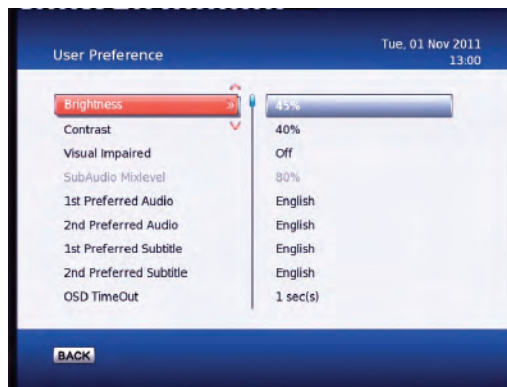 User Preference
Tue, 01 Nov 2011
13:00
Brightness 45%
Contrast 40%
Visual Impaired Off
SubAudio Mixlevel 80%
1st Preferred Audio English
2nd Preferred Audio English
1st Preferred Subtitle English
2nd Preferred Subtitle English
OSD TimeOut 1 sec(s)
BACK